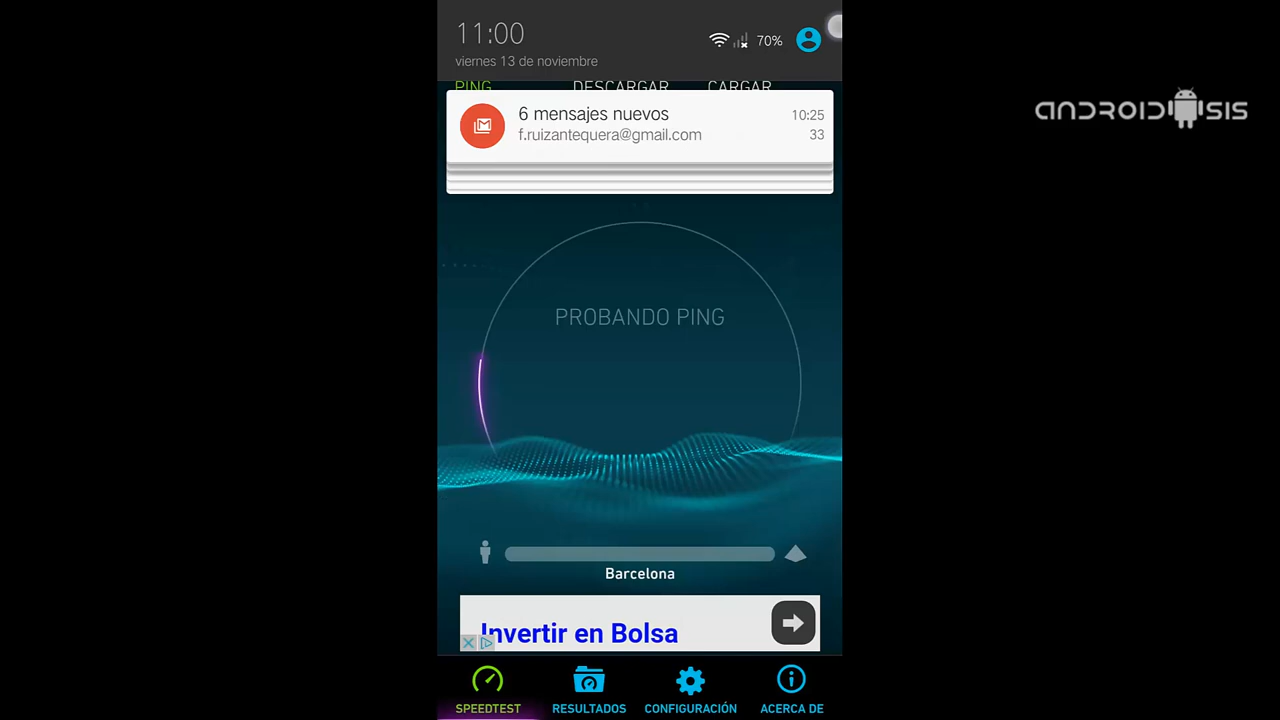 11:00
70%
viernes 13 de noviembre
PING DESCARGAR CARGAR
6 mensajes nuevos 10:25
f.ruizantequera@gmail.com 33
ANDROIDSIS
PROBANDO PING
Barcelona
Invertir en Bolsa
SPEEDTEST RESULTADOS CONFIGURACIÓN ACERCA DE